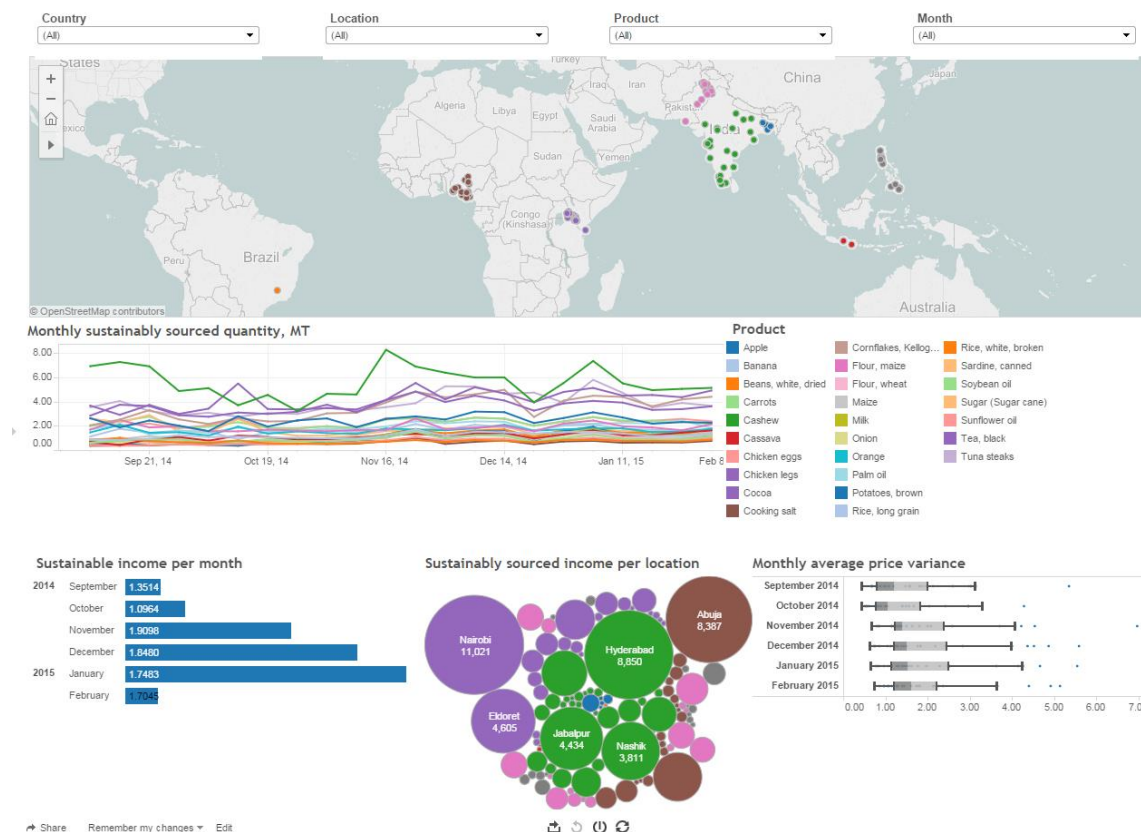 Country
Location
Product
Month
(All)
(All)
(All)
(All)
States
Turkey
China
Japan
Iraq
Iran
Algeria
Libya
Egypt
Pakistan
Saudi
Arabia
India
Mexico
Sudan
Yemen
Congo
(Kinshasa)
Peru
Brazil
Australia
© OpenStreetMap contributors
Monthly sustainably sourced quantity, MT
8.00
6.00
4.00
2.00
0.00
Sep 21, 14
Oct 19, 14
Nov 16, 14
Dec 14, 14
Jan 11, 15
Feb 8
Product
Apple
Banana
Beans, white, dried
Carrots
Cashew
Cassava
Chicken eggs
Chicken legs
Cocoa
Cooking salt
Cornflakes, Kellog...
Flour, maize
Flour, wheat
Maize
Milk
Onion
Orange
Palm oil
Potatoes, brown
Rice, long grain
Rice, white, broken
Sardine, canned
Soybean oil
Sugar (Sugar cane)
Sunflower oil
Tea, black
Tuna steaks
Sustainable income per month
2014 September 1.3514
October 1.0964
November 1.9098
December 1.8480
2015 January 1.7483
February 1.7045
Sustainably sourced income per location
Nairobi
11,021
Hyderabad
8,850
Abuja
8,387
Eldoret
4,605
Jabalpur
4,434
Nashik
3,811
Monthly average price variance
September 2014
October 2014
November 2014
December 2014
January 2015
February 2015
0.00 1.00 2.00 3.00 4.00 5.00 6.00 7.0
Share
Remember my changes
Edit